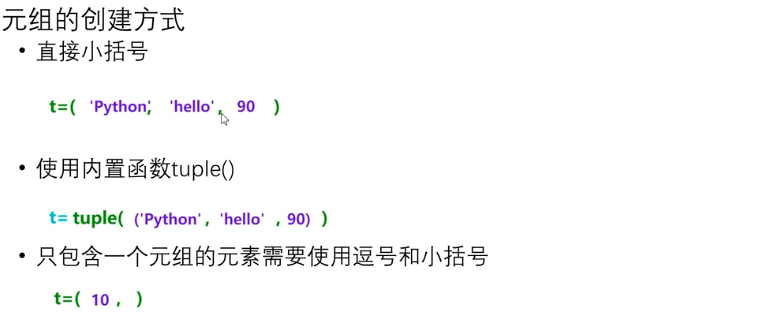 元组的创建方式
• 直接小括号
t=( 'Python', 'hello', 90 )
• 使用内置函数tuple()
t= tuple( ('Python' , 'hello' , 90) )
• 只包含一个元组的元素需要使用逗号和小括号
t=( 10 , )